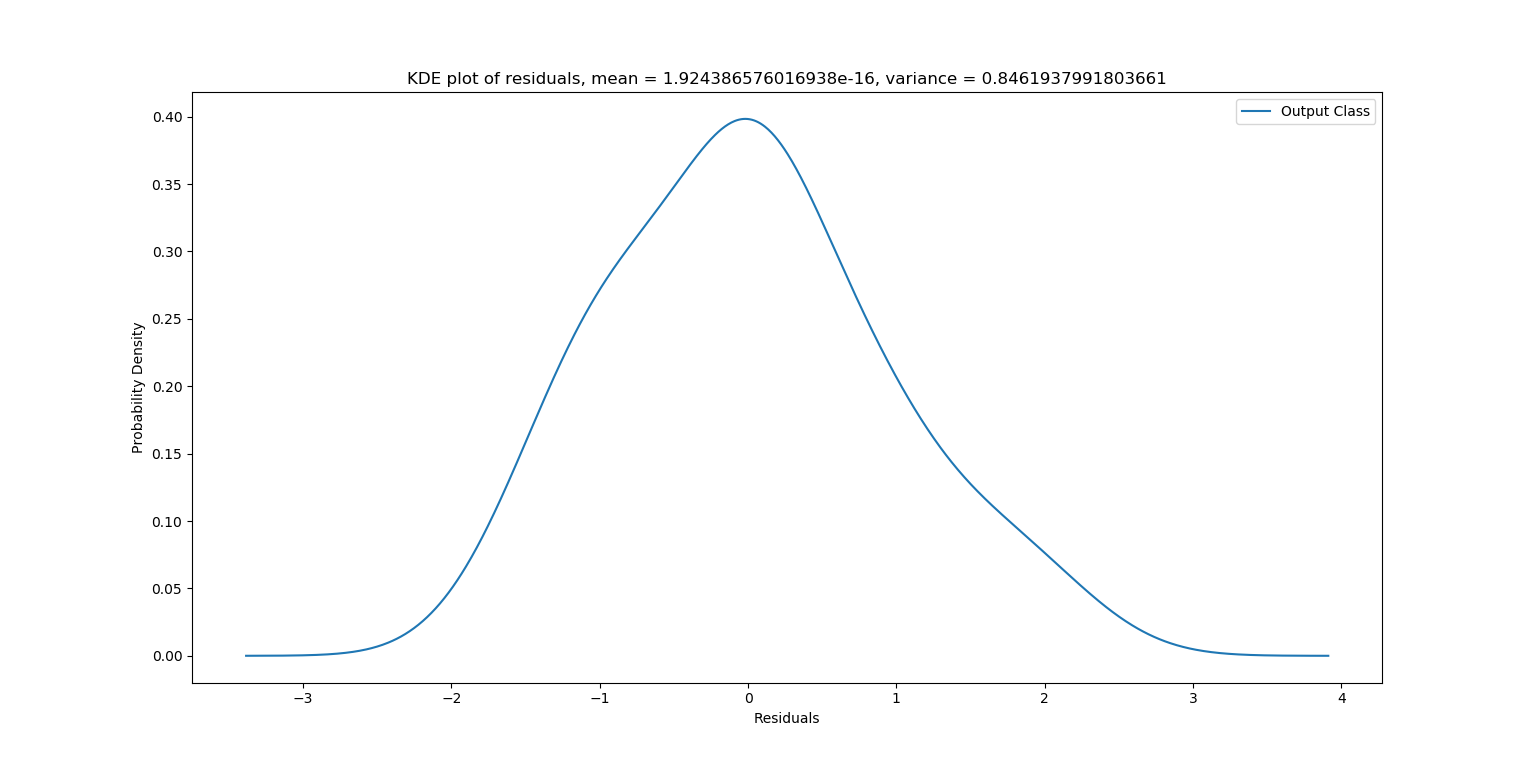 KDE plot of residuals, mean = 1.924386576016938e-16, variance = 0.8461937991803661
Output Class
Probability Density
0.40
0.35
0.30
0.25
0.20
0.15
0.10
0.05
0.00
−3 −2 −1 0 1 2 3 4
Residuals